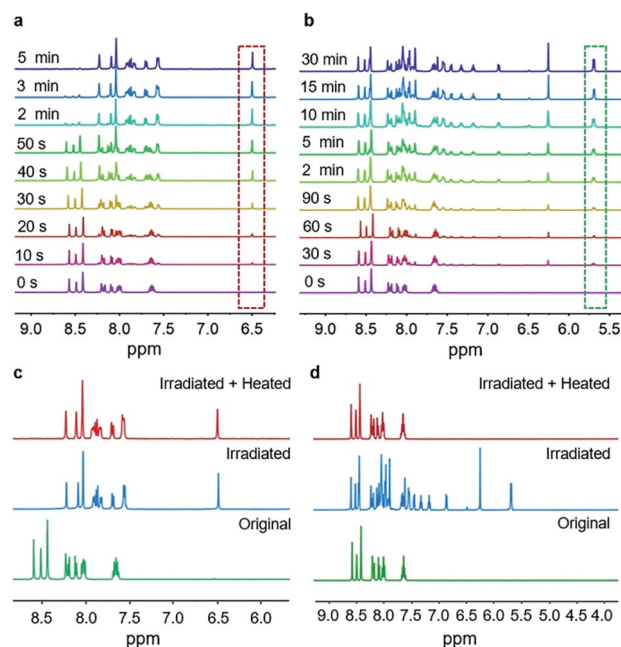 a
5 min
3 min
2 min
50 s
40 s
30 s
20 s
10 s
0 s
9.0 8.5 8.0 7.5 7.0 6.5
ppm
b
30 min
15 min
10 min
5 min
2 min
90 s
60 s
30 s
0 s
9.0 8.5 8.0 7.5 7.0 6.5 6.0 5.5
ppm
c
Irradiated + Heated
Irradiated
Original
8.5 8.0 7.5 7.0 6.5 6.0
ppm
d
Irradiated + Heated
Irradiated
Original
9.0 8.5 8.0 7.5 7.0 6.5 6.0 5.5 5.0 4.5 4.0
ppm